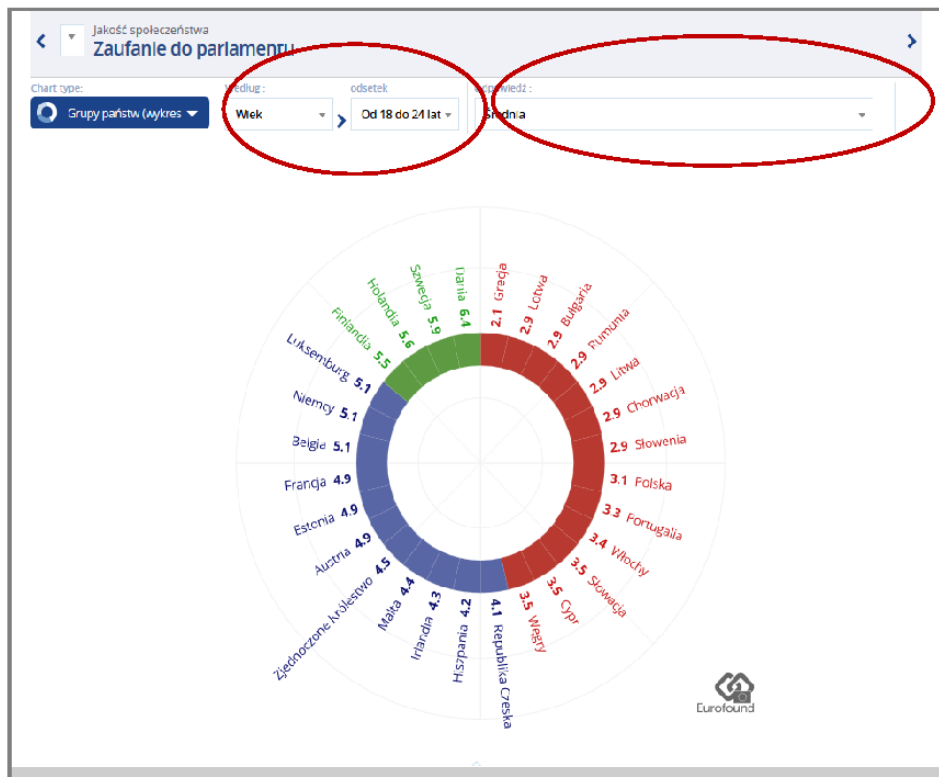 Jakość społeczeństwa
Zaufanie do parlamentu
Chart type:
Według :
odsetek
odpowiedź :
Grupy państw (wykres
Wiek
Od 18 do 24 lat
Średnia
Dania 6.4
Szwecja 5.9
Holandia 5.6
Finlandia 5.5
Luksemburg 5.1
Niemcy 5.1
Belgia 5.1
Francja 4.9
Estonia 4.9
Austria 4.9
Zjednoczone Królestwo 4.5
Malta 4.4
Irlandia 4.3
Hiszpania 4.2
4.1 Republika Czeska
3.5 Węgry
3.5 Cypr
3.5 Słowacja
3.4 Włochy
3.3 Portugalia
3.1 Polska
2.9 Słowenia
2.9 Chorwacja
2.9 Litwa
2.9 Rumunia
2.9 Bułgaria
2.9 Łotwa
2.1 Grecja
Eurofound